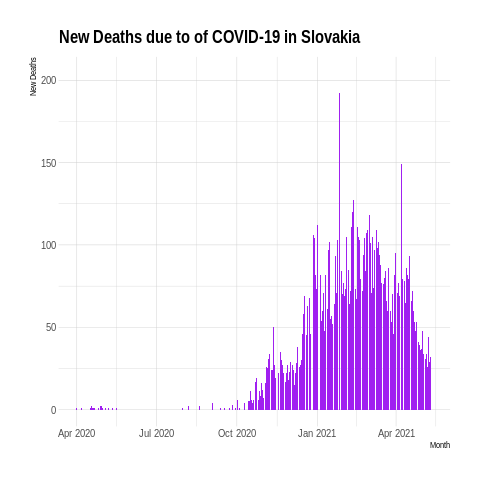 New Deaths due to of COVID-19 in Slovakia
New Deaths
200
150
100
50
0
Apr 2020 Jul 2020 Oct 2020 Jan 2021 Apr 2021
Month